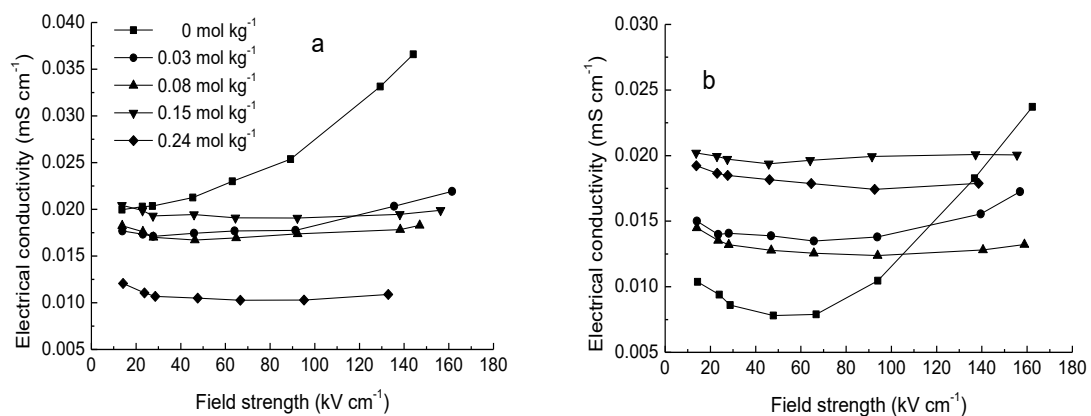 a
0 mol kg-1
0.03 mol kg-1
0.08 mol kg-1
0.15 mol kg-1
0.24 mol kg-1
Electrical conductivity (mS cm-1)
0.040
0.035
0.030
0.025
0.020
0.015
0.010
0.005
0 20 40 60 80 100 120 140 160 180
Field strength (kV cm-1)
b
Electrical conductivity (mS cm-1)
0.030
0.025
0.020
0.015
0.010
0.005
0 20 40 60 80 100 120 140 160 180
Field strength (kV cm-1)